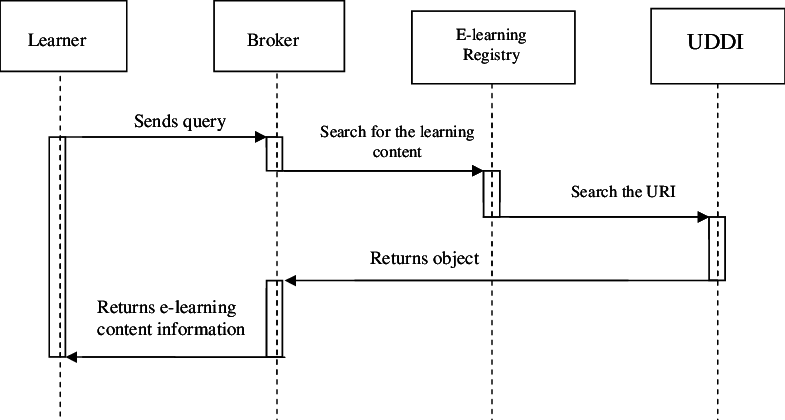 Learner
Broker
E-learning
Registry
UDDI
Sends query
Search for the learning
content
Search the URI
Returns object
Returns e-learning
content information